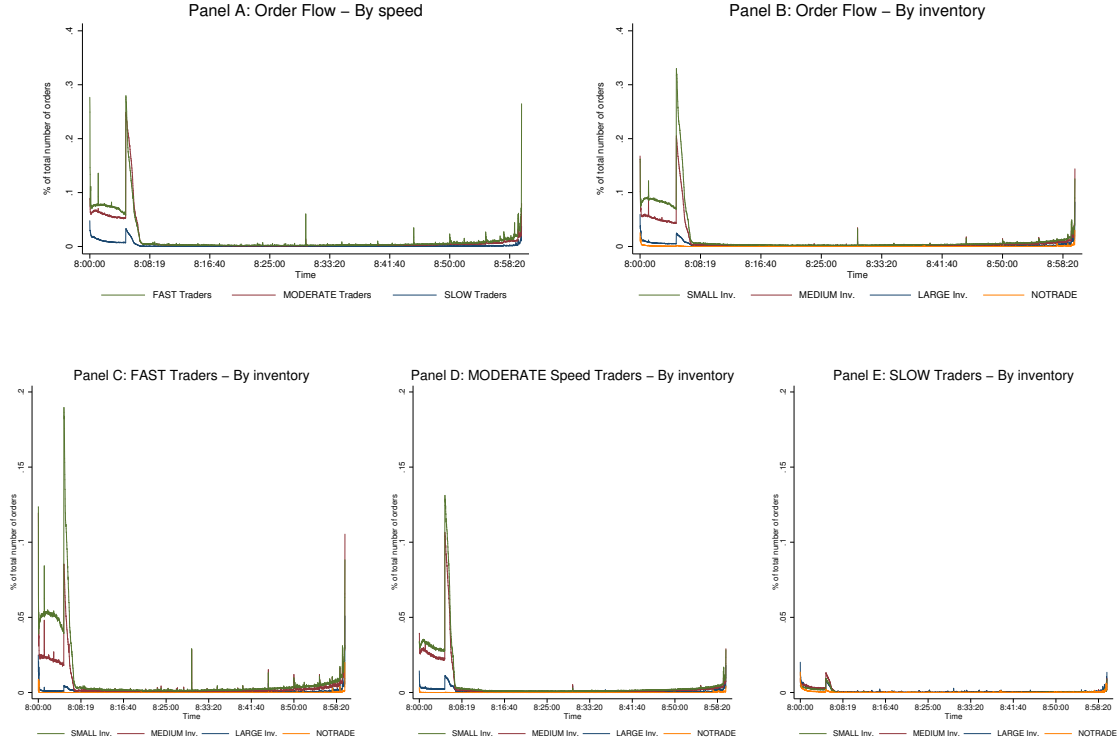 Panel A: Order Flow − By speed
% of total number of orders
.4
.3
.2
.1
0
8:00:00 8:08:19 8:16:40 8:25:00 8:33:20 8:41:40 8:50:00 8:58:20
Time
FAST Traders MODERATE Traders SLOW Traders
Panel B: Order Flow − By inventory
% of total number of orders
.4
.3
.2
.1
0
8:00:00 8:08:19 8:16:40 8:25:00 8:33:20 8:41:40 8:50:00 8:58:20
Time
SMALL Inv. MEDIUM Inv. LARGE Inv. NOTRADE
Panel C: FAST Traders − By inventory
% of total number of orders
.2
.15
.1
.05
0
8:00:00 8:08:19 8:16:40 8:25:00 8:33:20 8:41:40 8:50:00 8:58:20
Time
SMALL Inv. MEDIUM Inv. LARGE Inv. NOTRADE
Panel D: MODERATE Speed Traders − By inventory
% of total number of orders
.2
.15
.1
.05
0
8:00:00 8:08:19 8:16:40 8:25:00 8:33:20 8:41:40 8:50:00 8:58:20
Time
SMALL Inv. MEDIUM Inv. LARGE Inv. NOTRADE
Panel E: SLOW Traders − By inventory
% of total number of orders
.2
.15
.1
.05
0
8:00:00 8:08:19 8:16:40 8:25:00 8:33:20 8:41:40 8:50:00 8:58:20
Time
SMALL Inv. MEDIUM Inv. LARGE Inv. NOTRADE